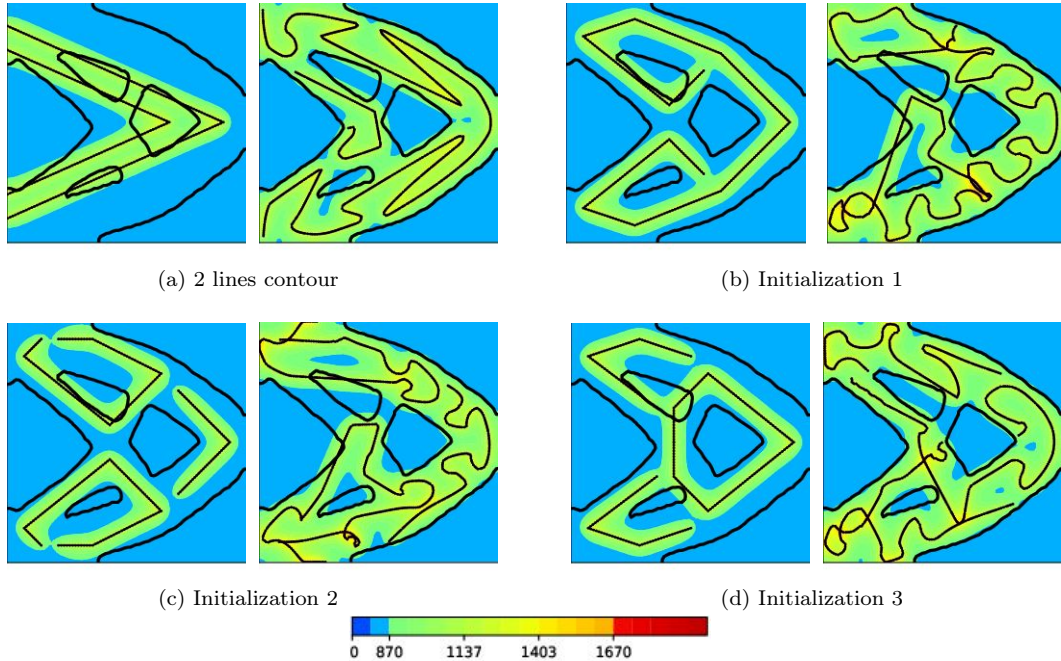 (a) 2 lines contour
(b) Initialization 1
(c) Initialization 2
(d) Initialization 3
0 870 1137 1403 1670